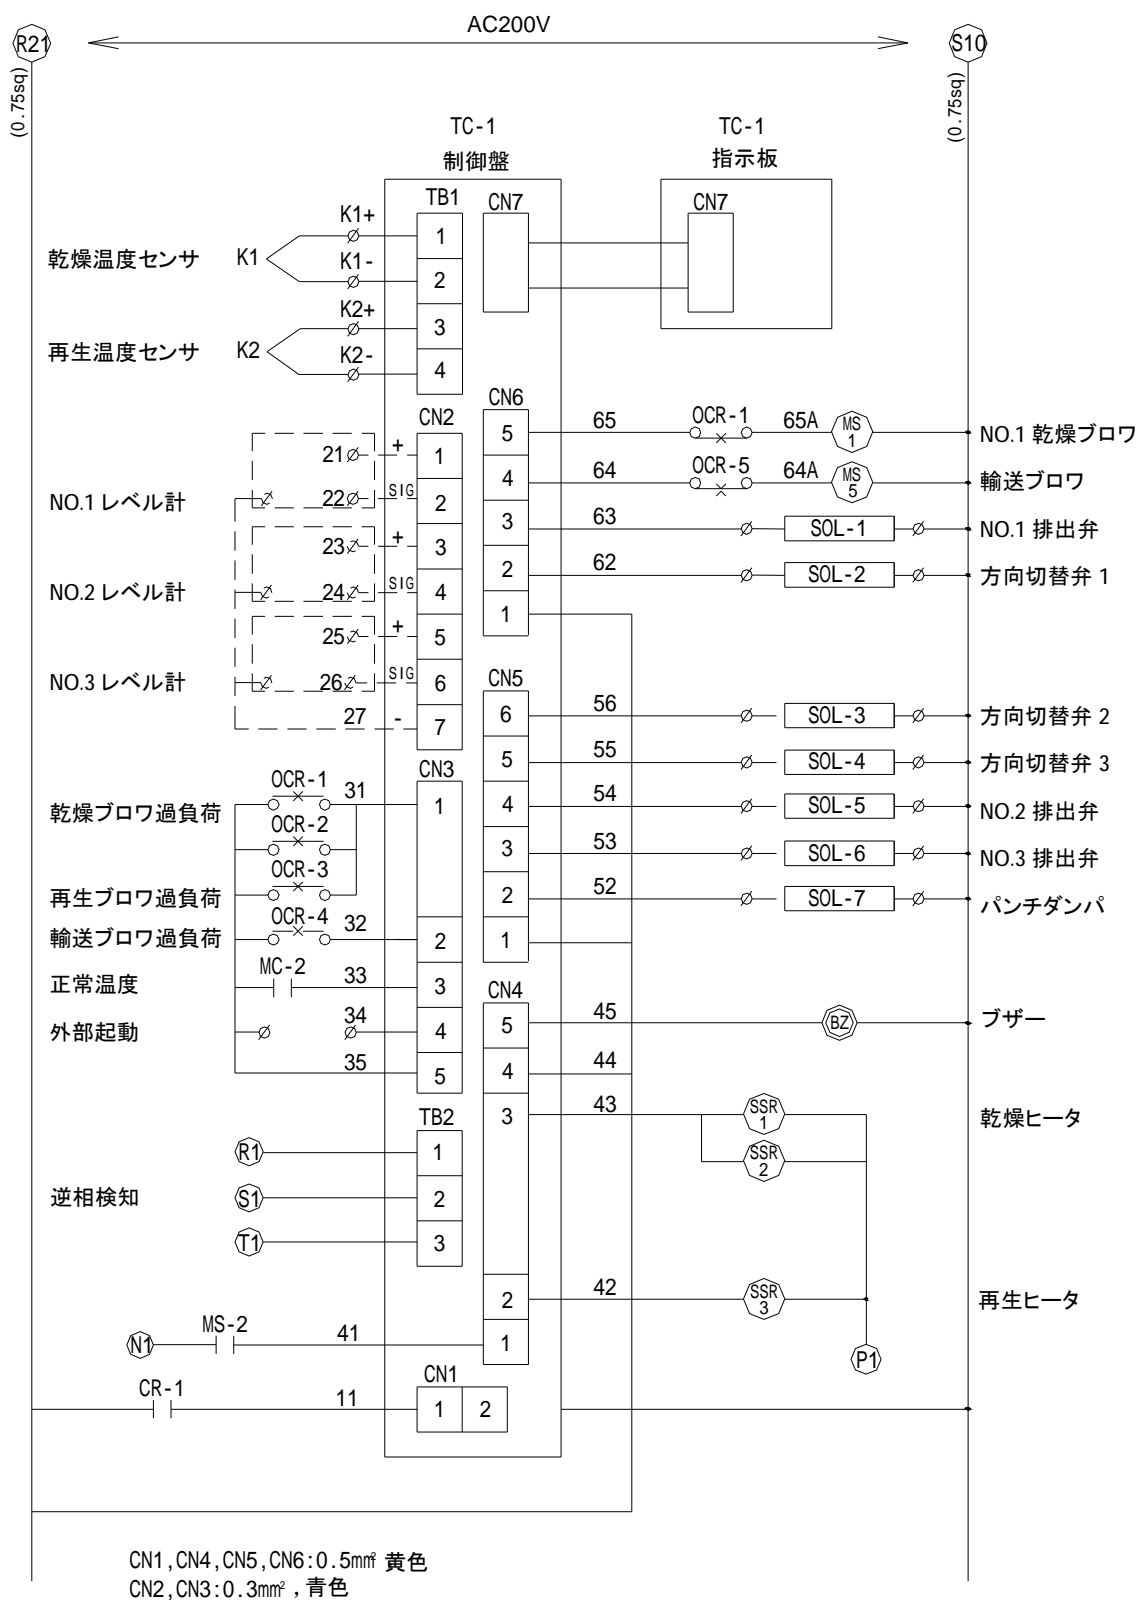 AC200V
R21
S10
(0.75sq)
(0.75sq)
TC-1
制御盤
TC-1
指示板
TB1
CN7
CN7
乾燥温度センサ
K1
K1+
1
K1-
2
再生温度センサ
K2
K2+
3
K2-
4
CN2
CN6
21
+
1
5
65
OCR-1
65A
MS
1
NO.1 乾燥ブロワ
NO.1 レベル計
22
SIG
2
4
64
OCR-5
64A
MS
5
輸送ブロワ
23
+
3
3
63
SOL-1
NO.1 排出弁
NO.2 レベル計
24
SIG
4
2
62
SOL-2
方向切替弁 1
25
+
5
1
NO.3 レベル計
26
SIG
6
CN5
27
-
7
6
56
SOL-3
方向切替弁 2
CN3
5
55
SOL-4
方向切替弁 3
乾燥ブロワ過負荷
OCR-1
31
1
4
54
SOL-5
NO.2 排出弁
OCR-2
3
53
SOL-6
NO.3 排出弁
再生ブロワ過負荷
OCR-3
2
52
SOL-7
パンチダンパ
輸送ブロワ過負荷
OCR-4
32
2
1
正常温度
MC-2
33
3
CN4
外部起動
34
4
5
45
BZ
ブザー
35
5
4
44
TB2
3
43
SSR
1
乾燥ヒータ
R1
1
SSR
2
逆相検知
S1
2
T1
3
2
42
SSR
3
再生ヒータ
N1
MS-2
41
1
P1
CN1
CR-1
11
1
2
CN1,CN4,CN5,CN6:0.5㎟ 黄色
CN2,CN3:0.3㎟ , 青色